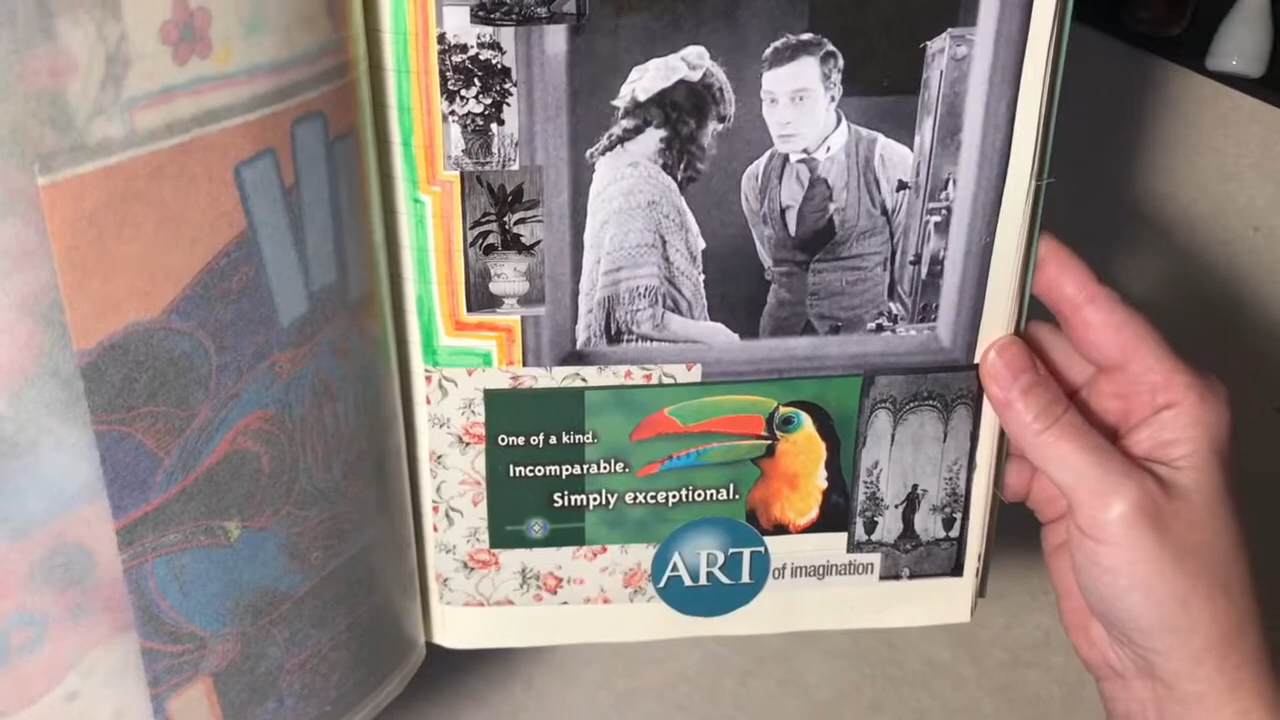 One of a kind.
Incomparable.
Simply exceptional.
ART
of imagination